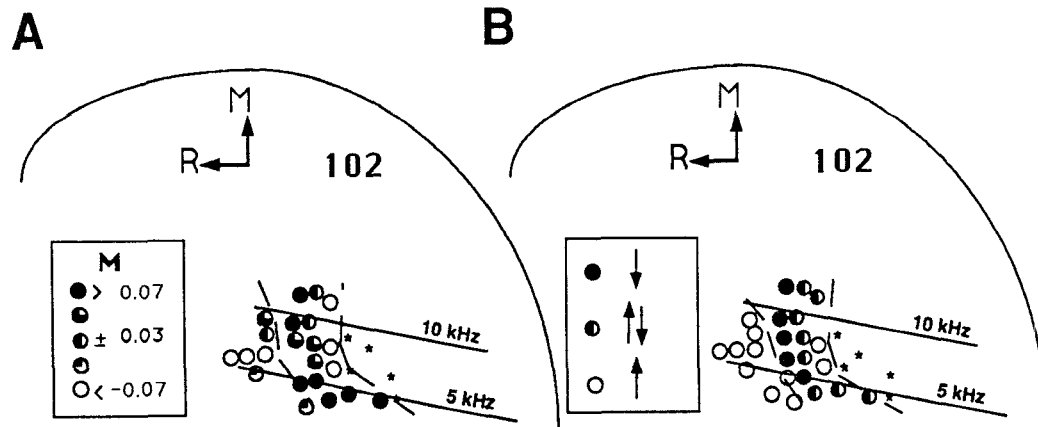 A
M
R
102
M
> 0.07
± 0.03
< -0.07
10 kHz
5 kHz
* * * *
B
M
R
102
10 kHz
5 kHz
* * * * *